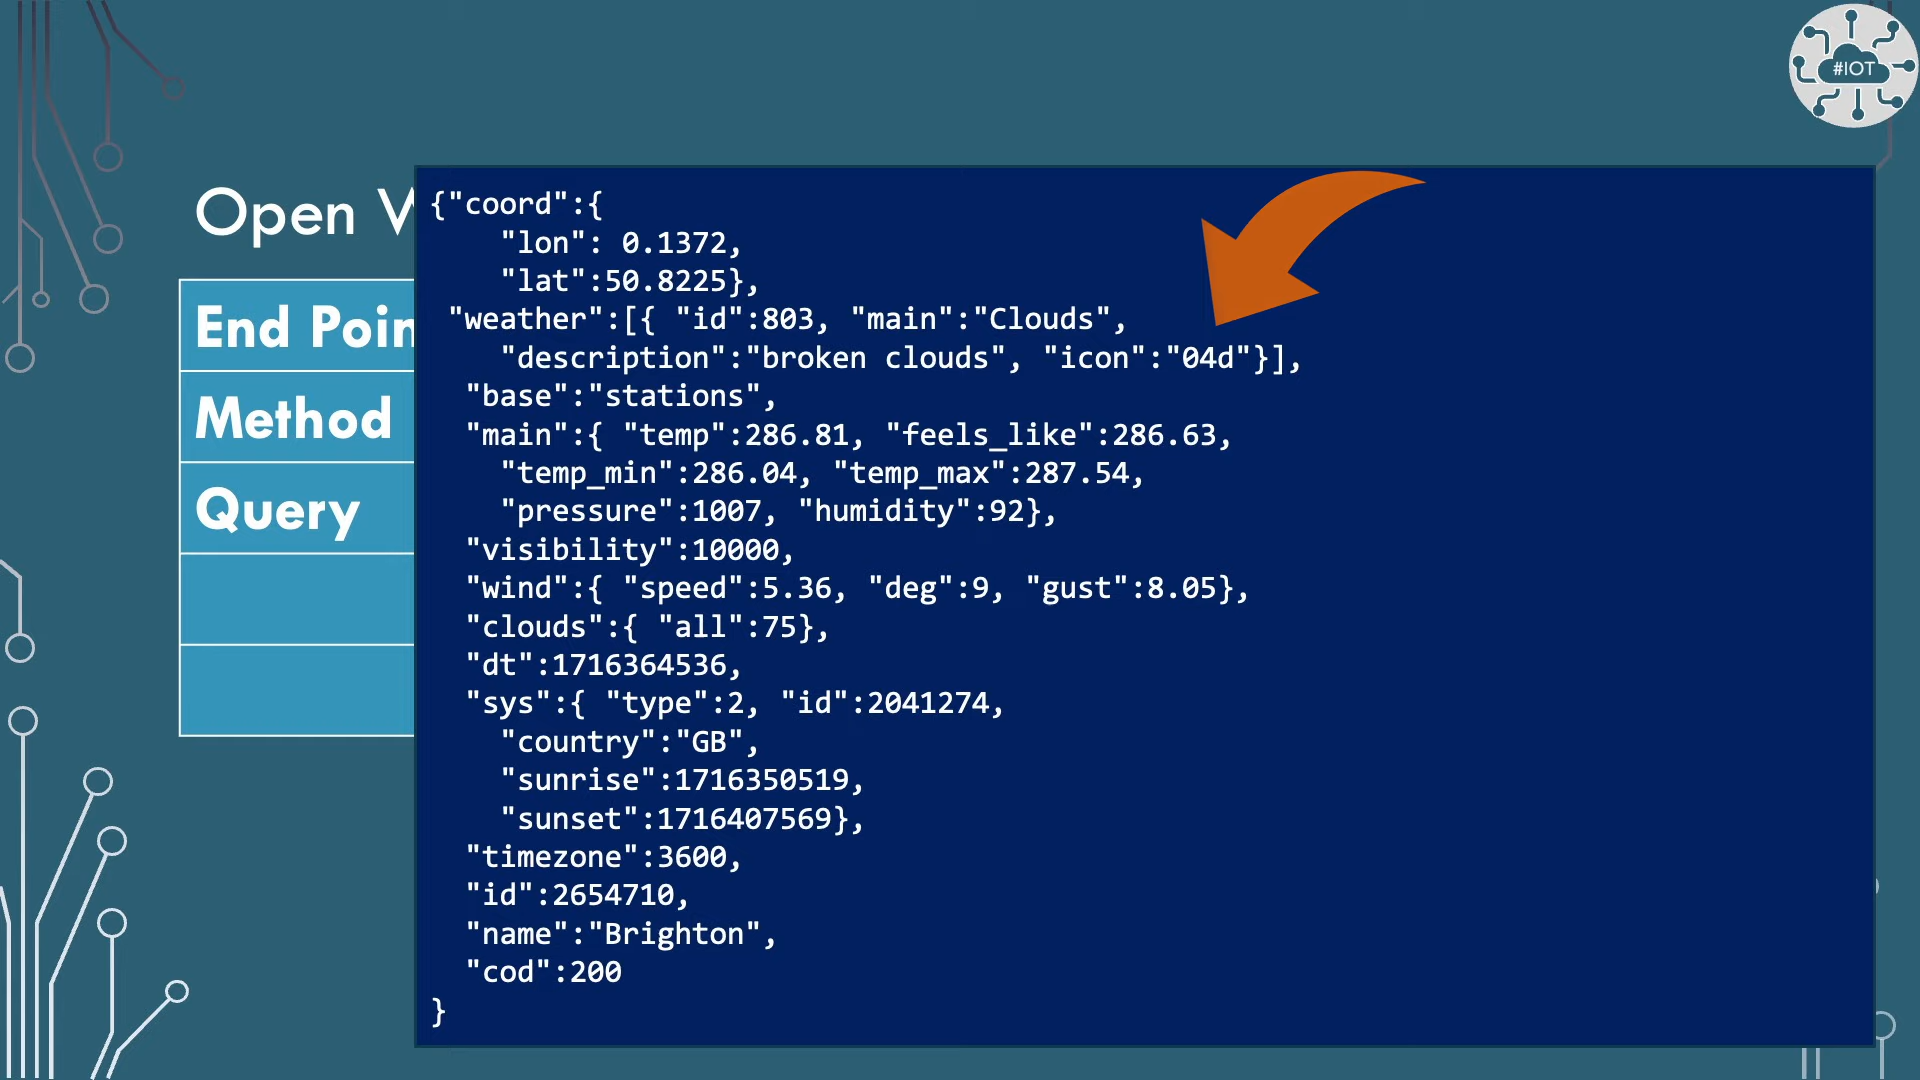 #IOT
Open
End Poin
Method
Query
{"coord":{
"lon": 0.1372,
"lat":50.8225},
"weather":[{ "id":803, "main":"Clouds",
"description":"broken clouds", "icon":"04d"}],
"base":"stations",
"main":{ "temp":286.81, "feels_like":286.63,
"temp_min":286.04, "temp_max":287.54,
"pressure":1007, "humidity":92},
"visibility":10000,
"wind":{ "speed":5.36, "deg":9, "gust":8.05},
"clouds":{ "all":75},
"dt":1716364536,
"sys":{ "type":2, "id":2041274,
"country":"GB",
"sunrise":1716350519,
"sunset":1716407569},
"timezone":3600,
"id":2654710,
"name":"Brighton",
"cod":200
}